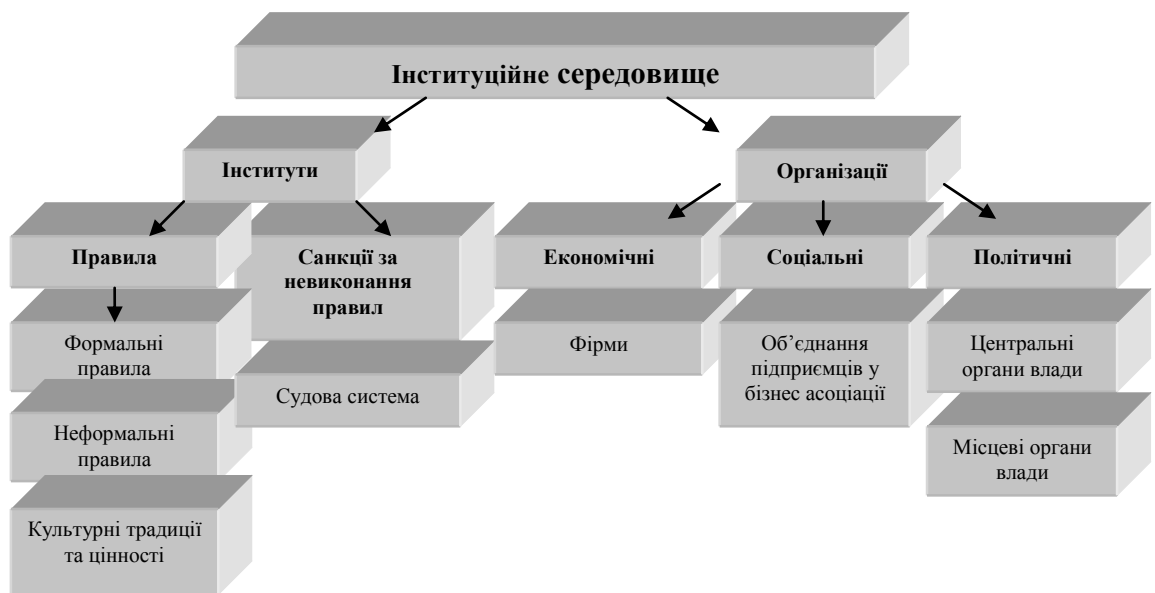 Інституційне середовище
Інститути
Організації
Правила
Санкції за
невиконання
правил
Економічні
Соціальні
Політичні
Формальні
правила
Неформальні
правила
Культурні традиції
та цінності
Судова система
Фірми
Об’єднання
підприємців у
бізнес асоціації
Центральні
органи влади
Місцеві органи
влади